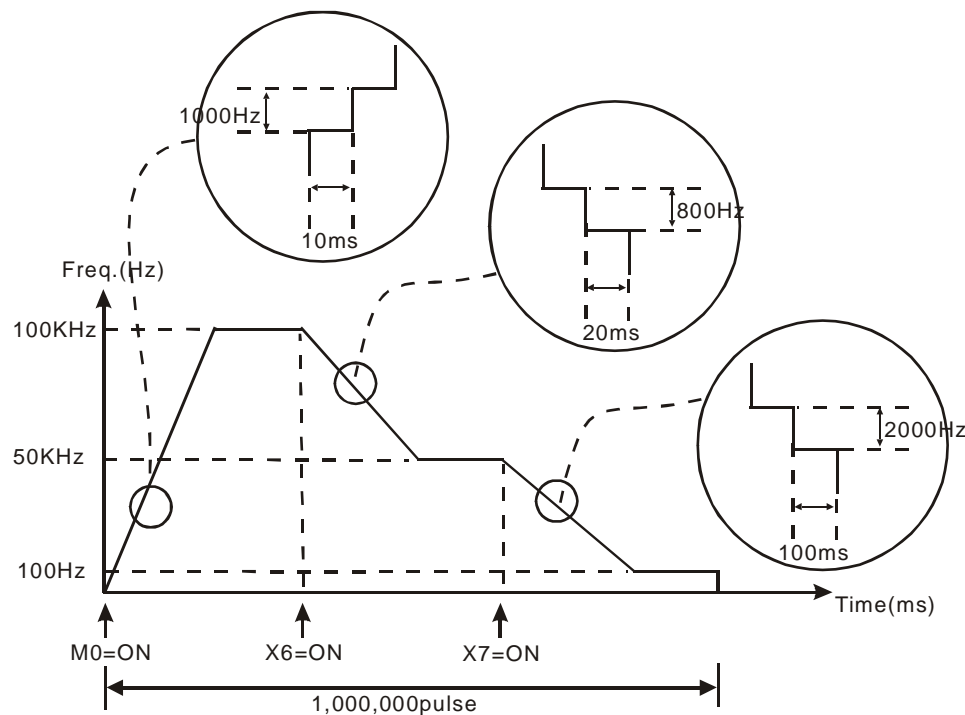 1000Hz
10ms
800Hz
20ms
Freq.(Hz)
100KHz
2000Hz
50KHz
100ms
100Hz
Time(ms)
M0=ON X6=ON X7=ON
1,000,000pulse